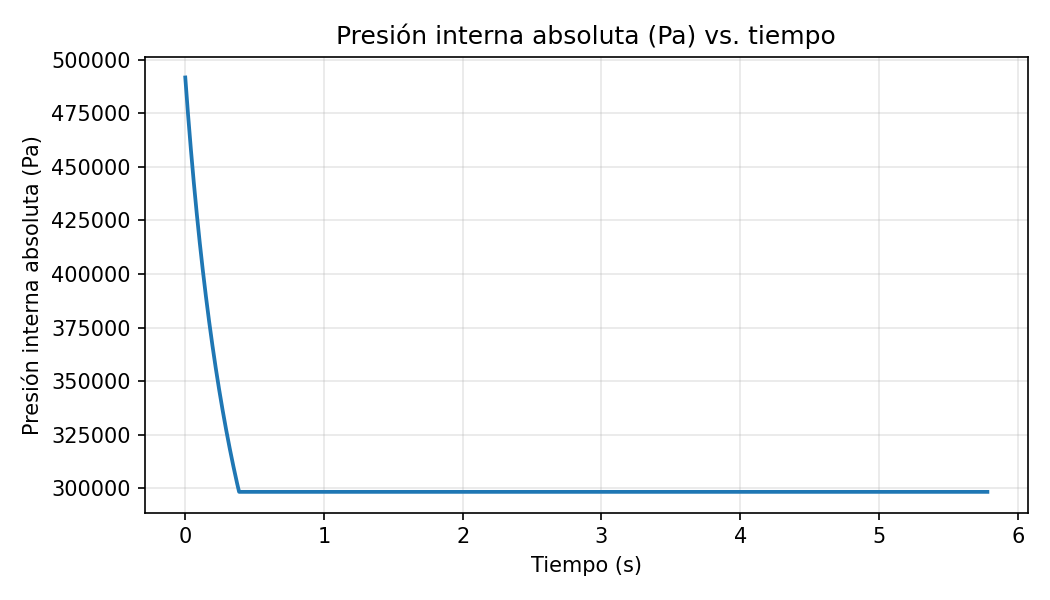 Presión interna absoluta (Pa) vs. tiempo
500000
475000
450000
425000
400000
375000
350000
325000
300000
Presión interna absoluta (Pa)
0 1 2 3 4 5 6
Tiempo (s)